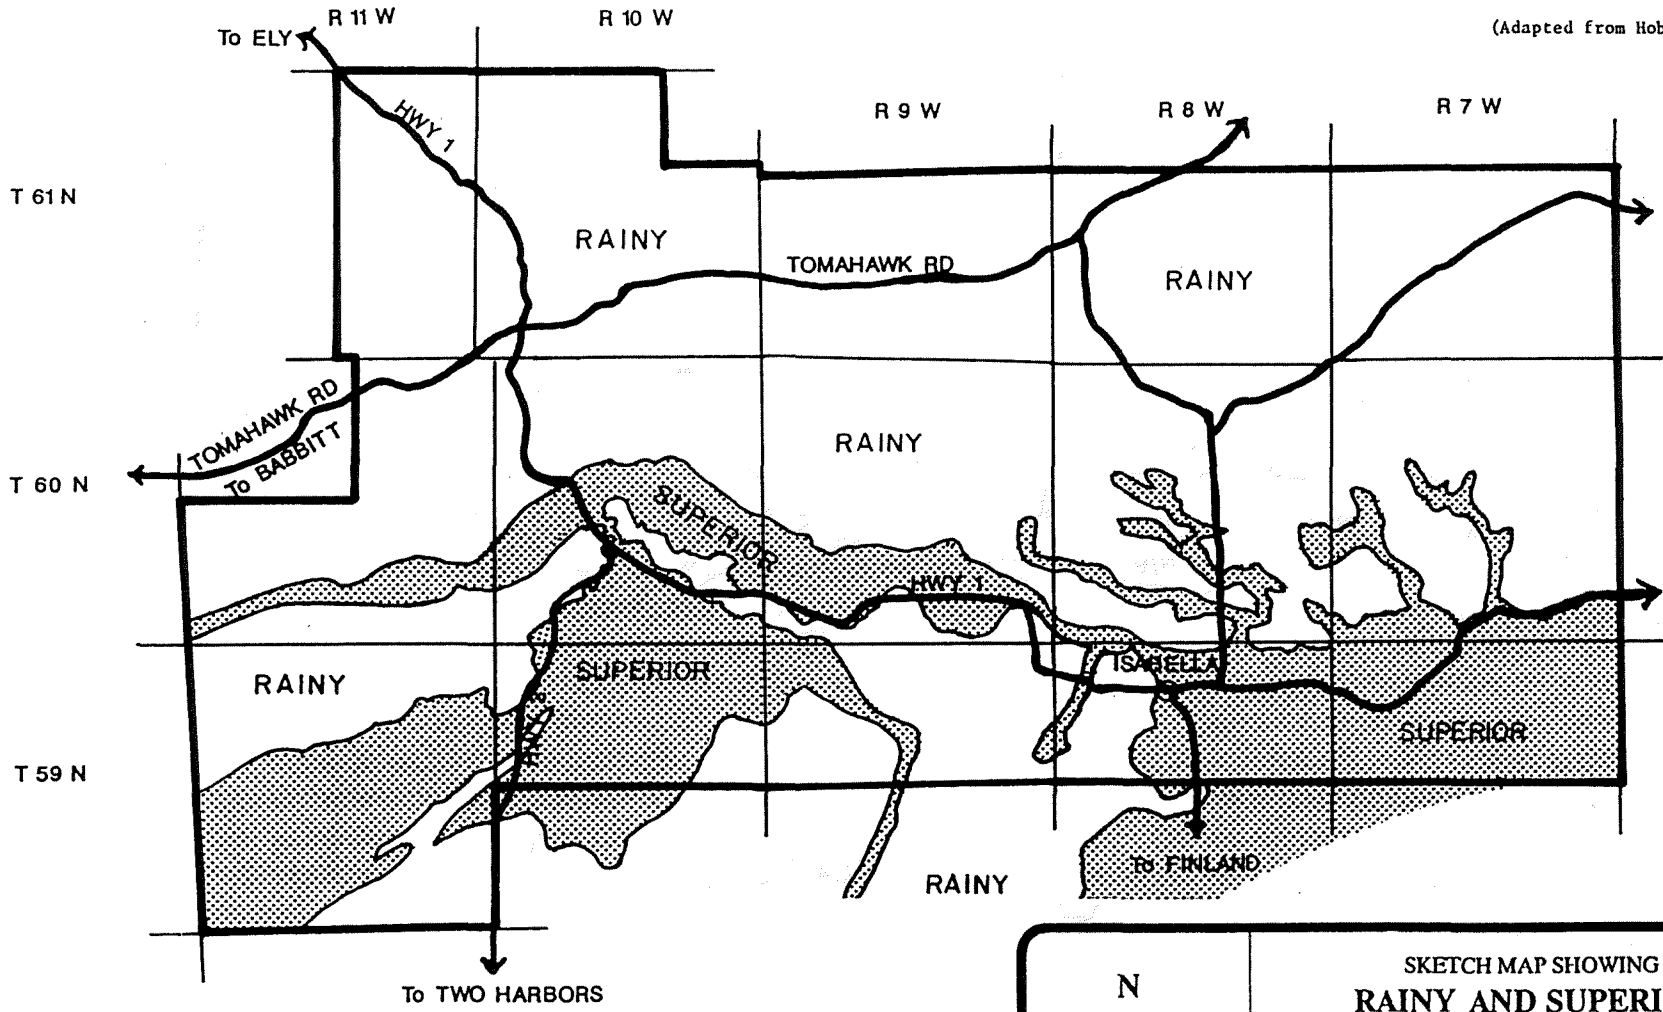 R 11 W
R 10 W
(Adapted from Hob
To ELY
HWY 1
R 9 W
R 8 W
R 7 W
T 61 N
RAINY
TOMAHAWK RD
RAINY
TOMAHAWK RD
To BABBITT
RAINY
T 60 N
SUPERIOR
HWY 1
ISABELLA
RAINY
SUPERIOR
HWY 2
SUPERIOR
T 59 N
To FINLAND
RAINY
To TWO HARBORS
N
SKETCH MAP SHOWING
RAINY AND SUPERI